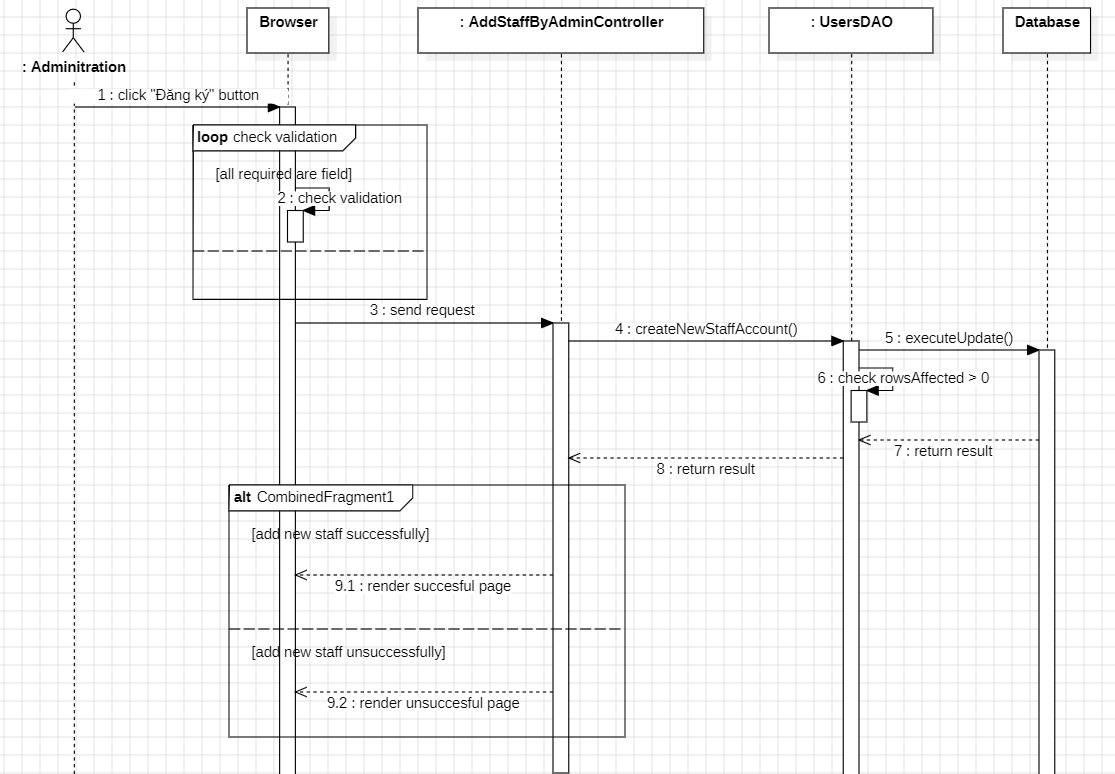 Browser
: AddStaffByAdminController
: UsersDAO
Database
: Adminitration
1 : click "Đăng ký" button
loop check validation
[all required are field]
2 : check validation
3 : send request
4 : createNewStaffAccount()
5 : executeUpdate()
6 : check rowsAffected > 0
7 : return result
8 : return result
alt CombinedFragment1
[add new staff successfully]
9.1 : render succesful page
[add new staff unsuccessfully]
9.2 : render unsuccesful page